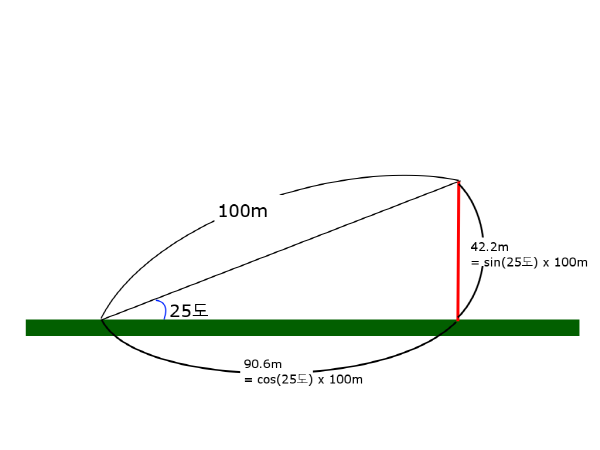 100m
42.2m
= sin(25도) x 100m
25도
90.6m
= cos(25도) x 100m